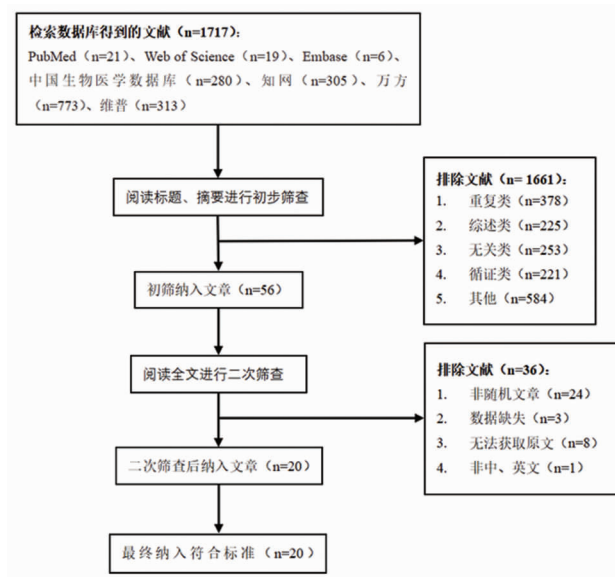 检索数据库得到的文献（n=1717）：
PubMed（n=21）、Web of Science（n=19）、Embase（n=6）、
中国生物医学数据库（n=280）、知网（n=305）、万方
（n=773）、维普（n=313）
阅读标题、摘要进行初步筛查
排除文献（n= 1661）：
1. 重复类（n=378）
2. 综述类（n=225）
3. 无关类（n=253）
4. 循证类（n=221）
5. 其他（n=584）
初筛纳入文章（n=56）
阅读全文进行二次筛查
排除文献（n=36）：
1. 非随机文章（n=24）
2. 数据缺失（n=3）
3. 无法获取原文（n=8）
4. 非中、英文（n=1）
二次筛查后纳入文章（n=20）
最终纳入符合标准（n=20）